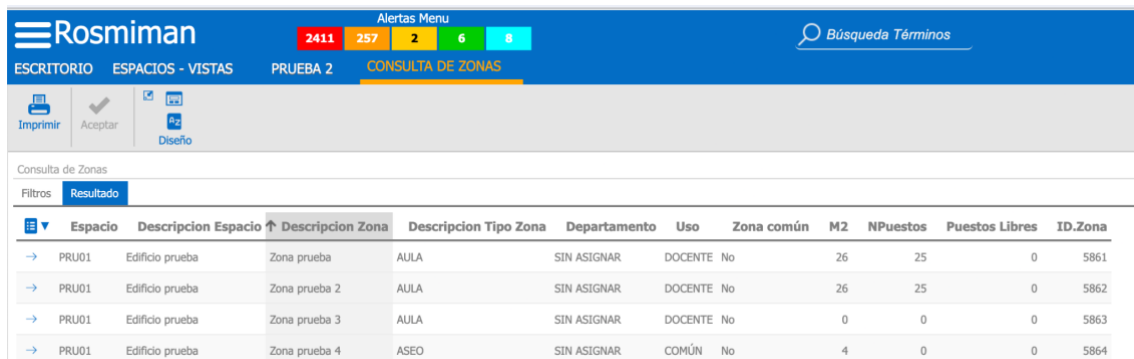 Rosmiman
Alertas Menu
2411 257 2 6 8
Búsqueda Términos
ESCRITORIO ESPACIOS - VISTAS PRUEBA 2 CONSULTA DE ZONAS
Imprimir Aceptar Diseño
Consulta de Zonas
Filtros Resultado
Espacio Descripcion Espacio Descripcion Zona Descripcion Tipo Zona Departamento Uso Zona común M2 NPuestos Puestos Libres ID.Zona
PRU01 Edificio prueba Zona prueba AULA SIN ASIGNAR DOCENTE No 26 25 0 5861
PRU01 Edificio prueba Zona prueba 2 AULA SIN ASIGNAR DOCENTE No 26 25 0 5862
PRU01 Edificio prueba Zona prueba 3 AULA SIN ASIGNAR DOCENTE No 0 0 0 5863
PRU01 Edificio prueba Zona prueba 4 ASEO SIN ASIGNAR COMÚN No 4 0 0 5864